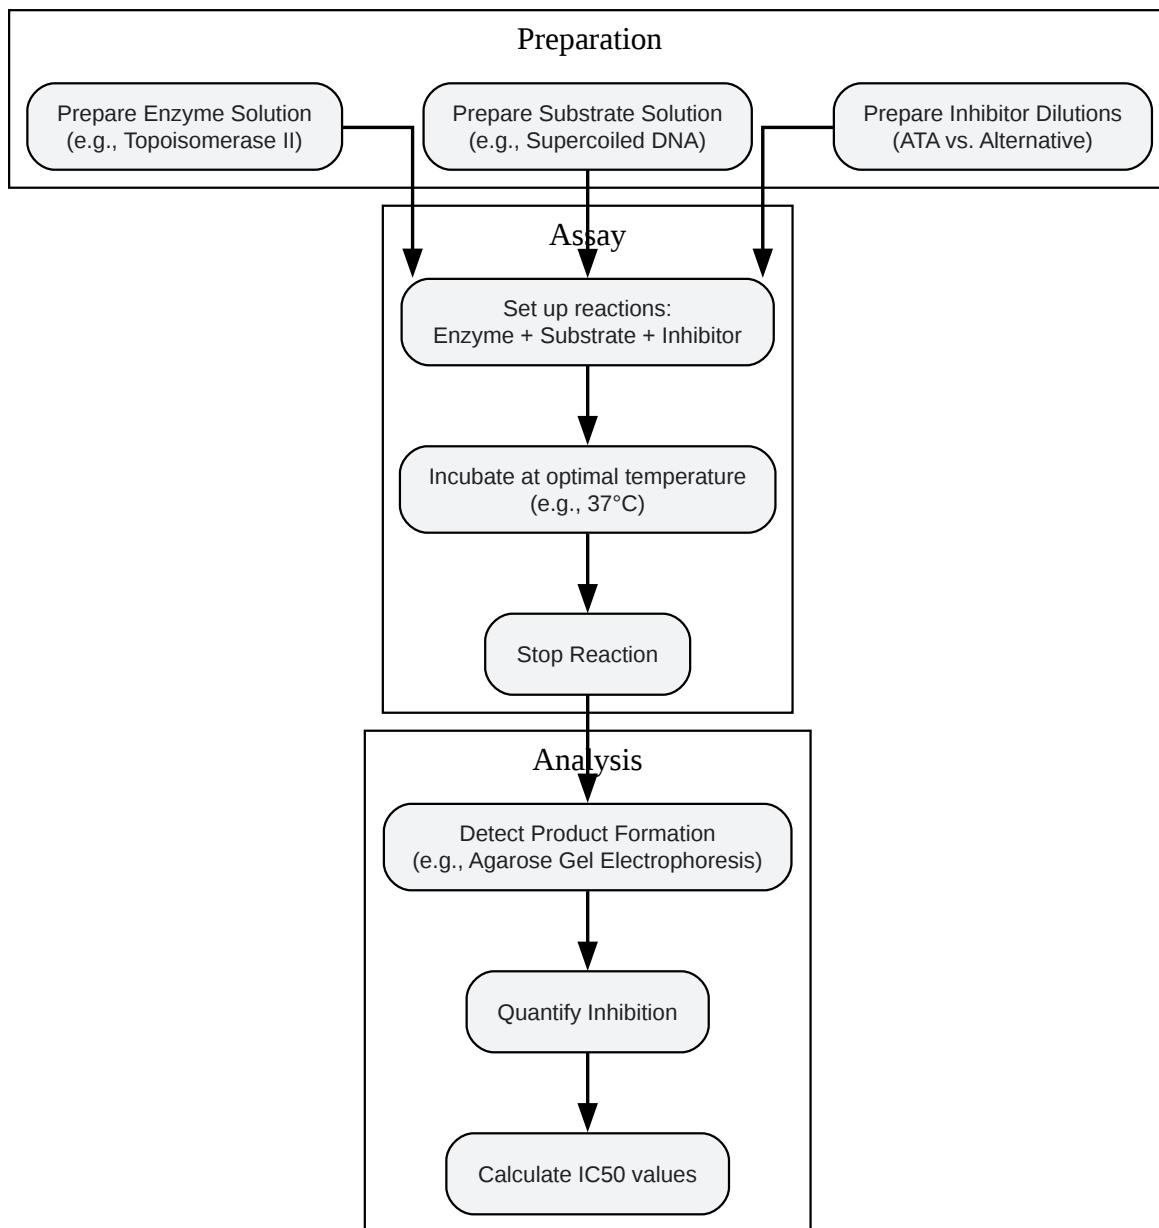 Preparation
Prepare Enzyme Solution
(e.g., Topoisomerase II)
Prepare Substrate Solution
(e.g., Supercoiled DNA)
Prepare Inhibitor Dilutions
(ATA vs. Alternative)
Assay
Set up reactions:
Enzyme + Substrate + Inhibitor
Incubate at optimal temperature
(e.g., 37°C)
Stop Reaction
Analysis
Detect Product Formation
(e.g., Agarose Gel Electrophoresis)
Quantify Inhibition
Calculate IC50 values